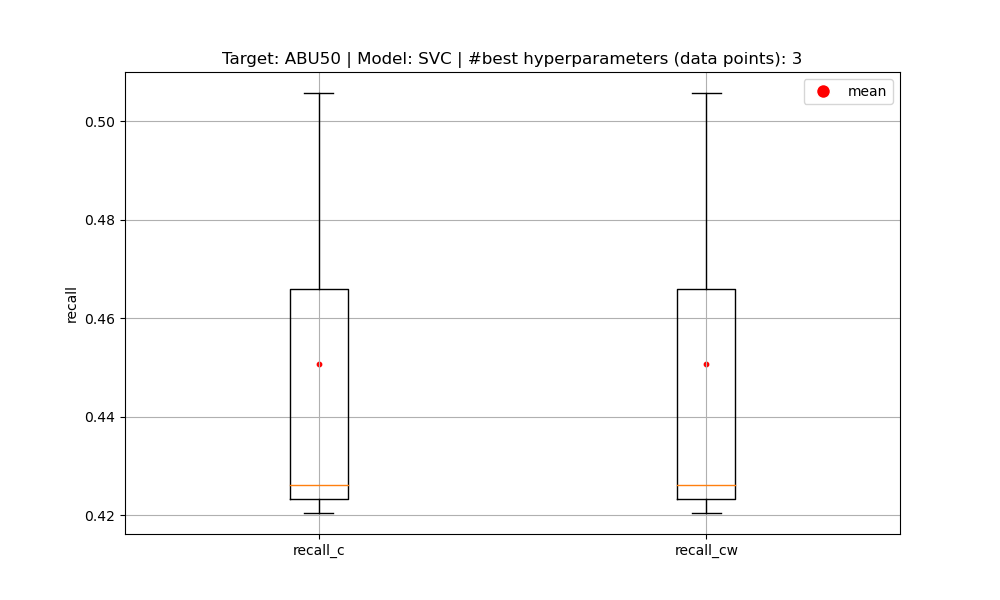 Target: ABU50 | Model: SVC | #best hyperparameters (data points): 3
mean
0.50
0.48
0.46
0.44
0.42
recall
recall_c
recall_cw